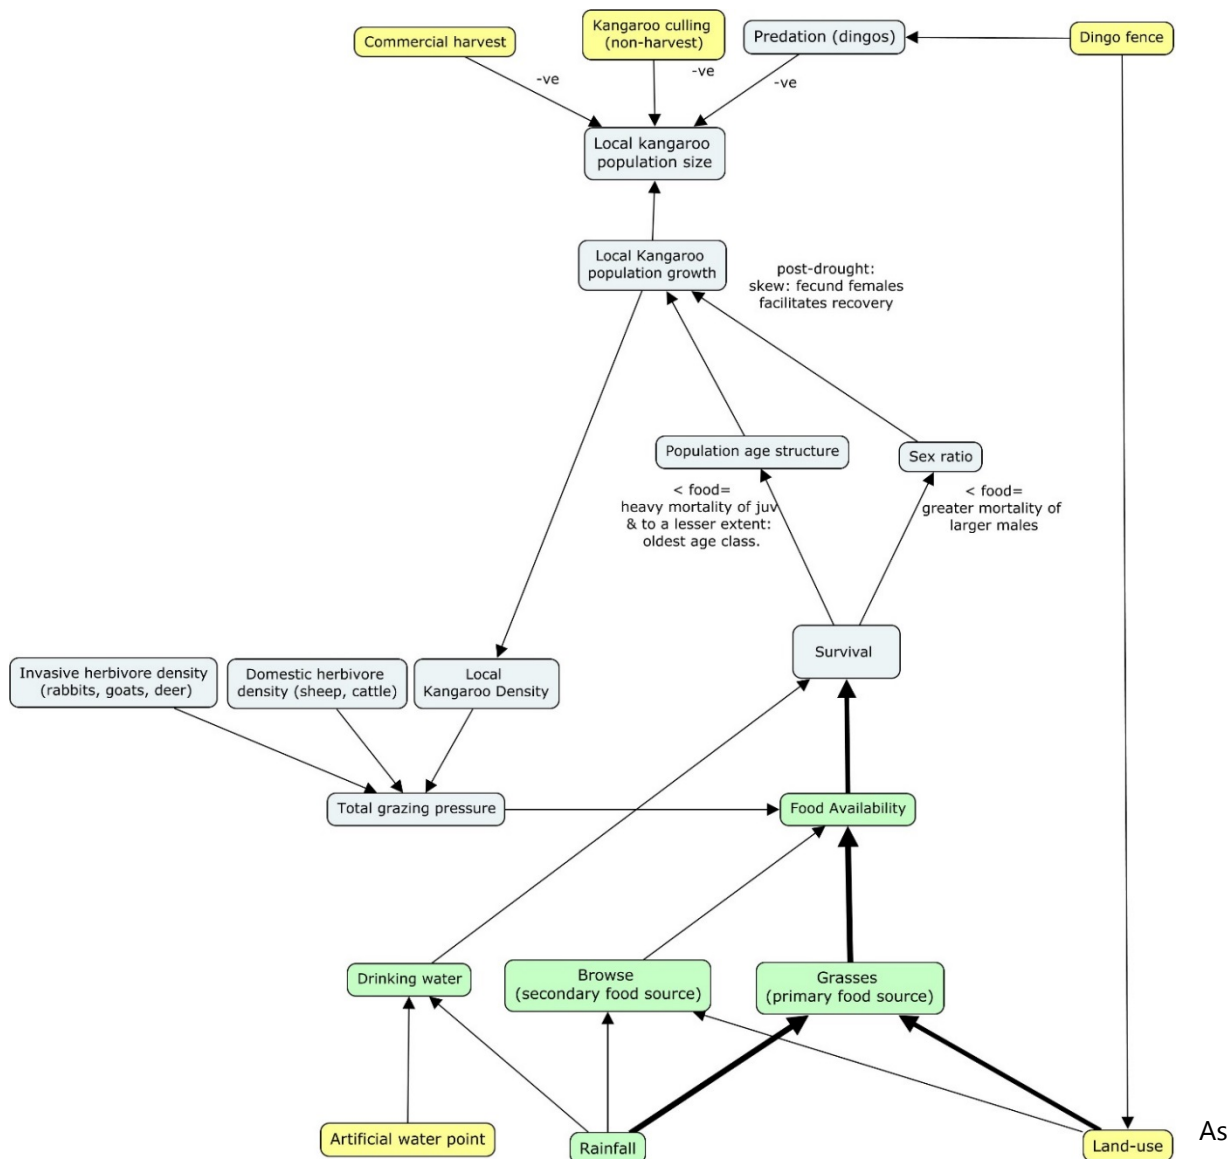 Commercial harvest
Kangaroo culling
(non-harvest)
Predation (dingos)
Dingo fence
-ve
-ve
-ve
Local kangaroo
population size
Local Kangaroo
population growth
post-drought:
skew: fecund females
facilitates recovery
Population age structure
Sex ratio
< food=
heavy mortality of juv
& to a lesser extent:
oldest age class.
< food=
greater mortality of
larger males
Survival
Invasive herbivore density
(rabbits, goats, deer)
Domestic herbivore
density (sheep, cattle)
Local
Kangaroo Density
Total grazing pressure
Food Availability
Drinking water
Browse
(secondary food source)
Grasses
(primary food source)
Artificial water point
Rainfall
Land-use
As